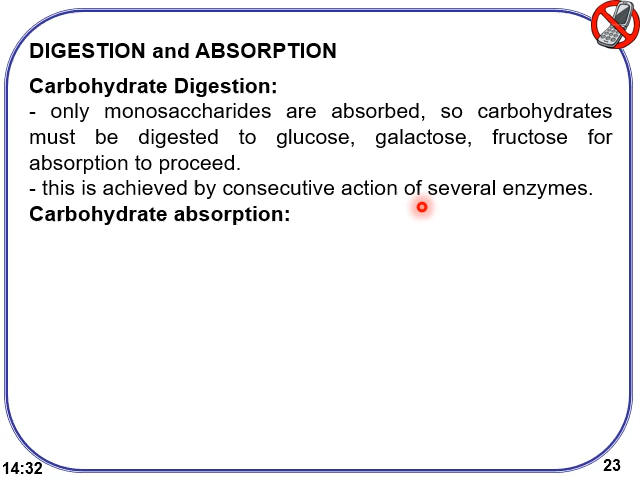 DIGESTION and ABSORPTION
Carbohydrate Digestion:
- only monosaccharides are absorbed, so carbohydrates
must be digested to glucose, galactose, fructose for
absorption to proceed.
- this is achieved by consecutive action of several enzymes.
Carbohydrate absorption:
14:32
23